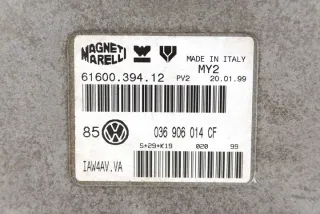 MAGNETI
MARELLI
MADE IN ITALY
61600.394.12 PV2 MY2
20.01.99
85 036 906 014 CF
S*29*K19 020 99
IAW4AV.VA